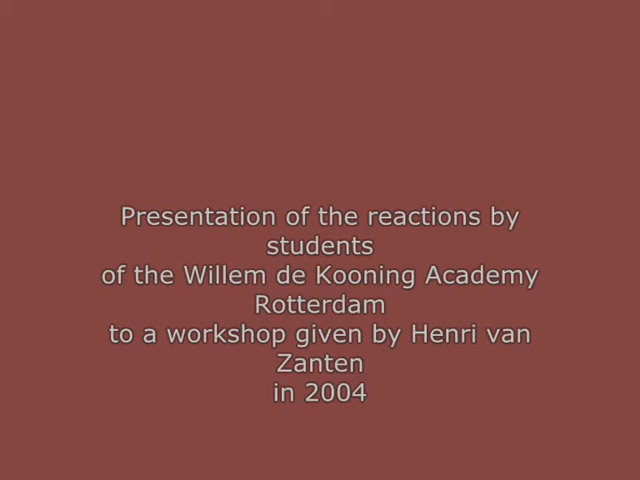 Presentation of the reactions by
students
of the Willem de Kooning Academy
Rotterdam
to a workshop given by Henri van
Zanten
in 2004